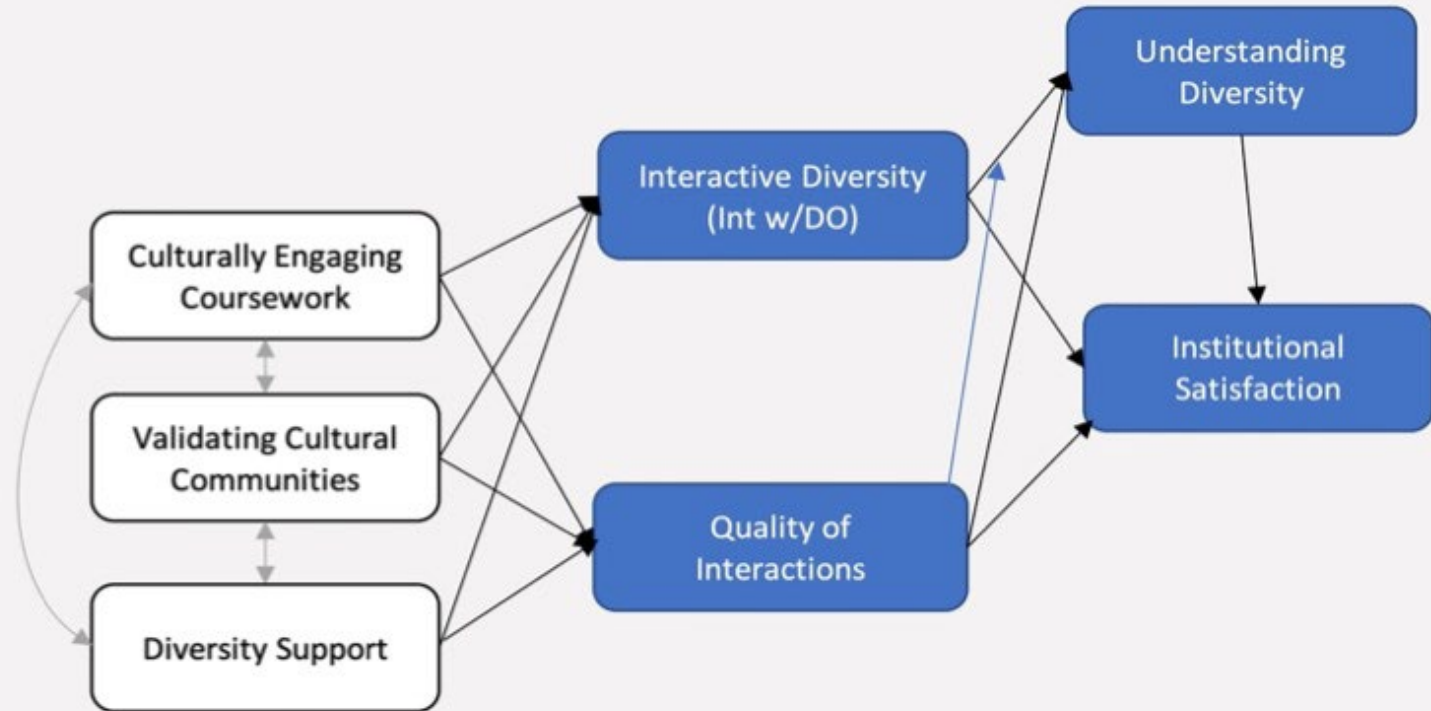 Understanding
Diversity
Interactive Diversity
(Int w/DO)
Culturally Engaging
Coursework
Institutional
Satisfaction
Validating Cultural
Communities
Quality of
Interactions
Diversity Support